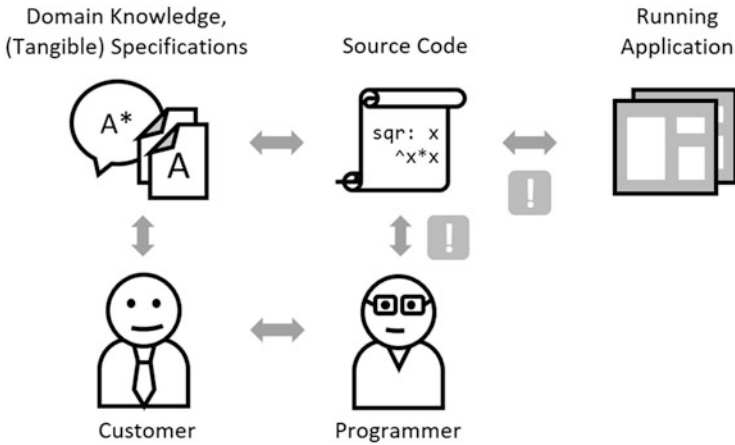 Domain Knowledge,
(Tangible) Specifications
Source Code
Running
Application
A*
A
sqr: x
^x*x
!
!
Customer
Programmer